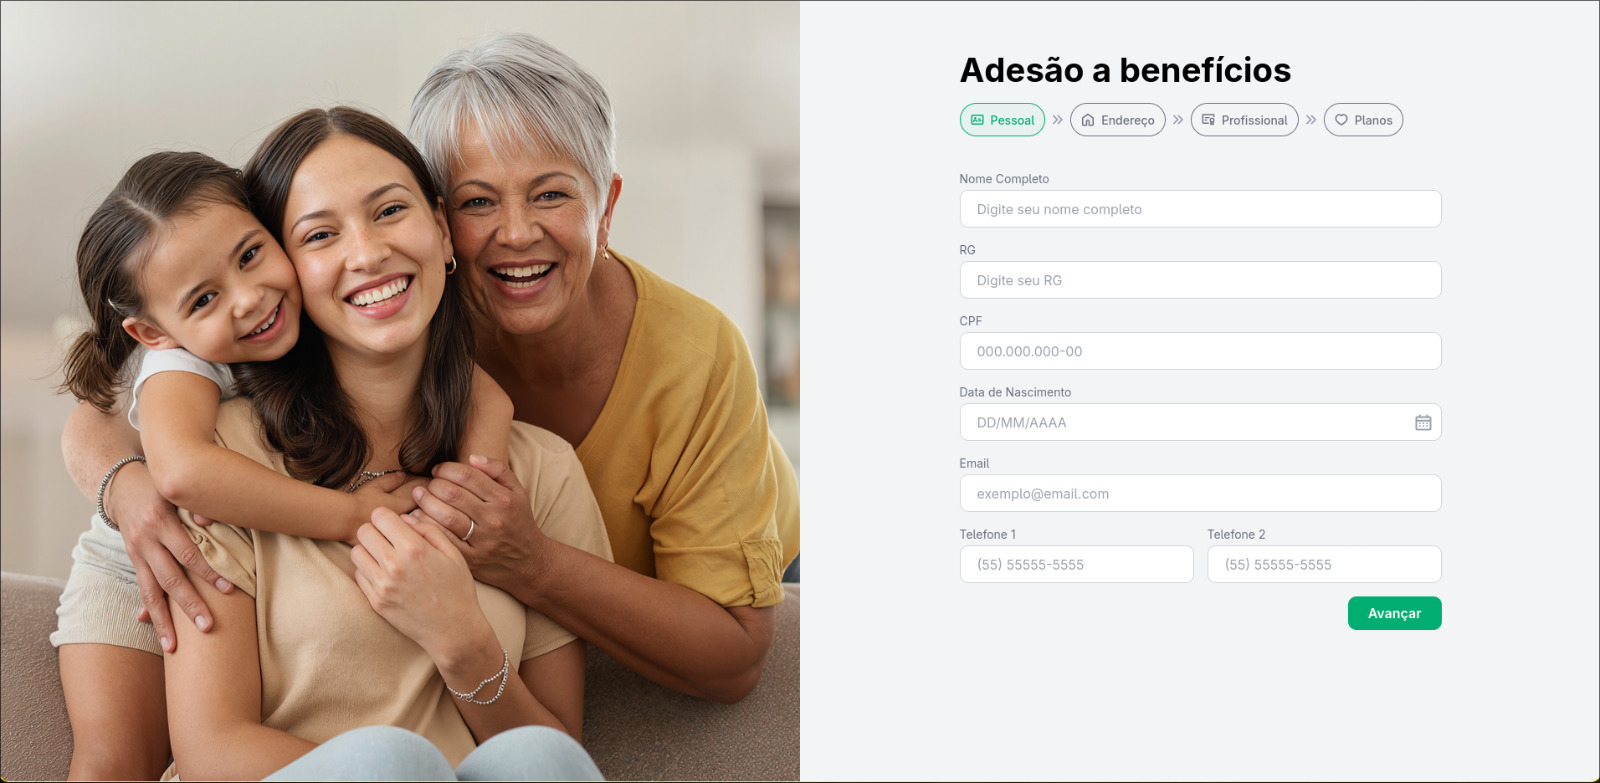 Adesão a benefícios
Pessoal
Endereço
Profissional
Planos
Nome Completo
Digite seu nome completo
RG
Digite seu RG
CPF
000.000.000-00
Data de Nascimento
DD/MM/AAAA
Email
exemplo@email.com
Telefone 1
Telefone 2
(55) 55555-5555
(55) 55555-5555
Avançar